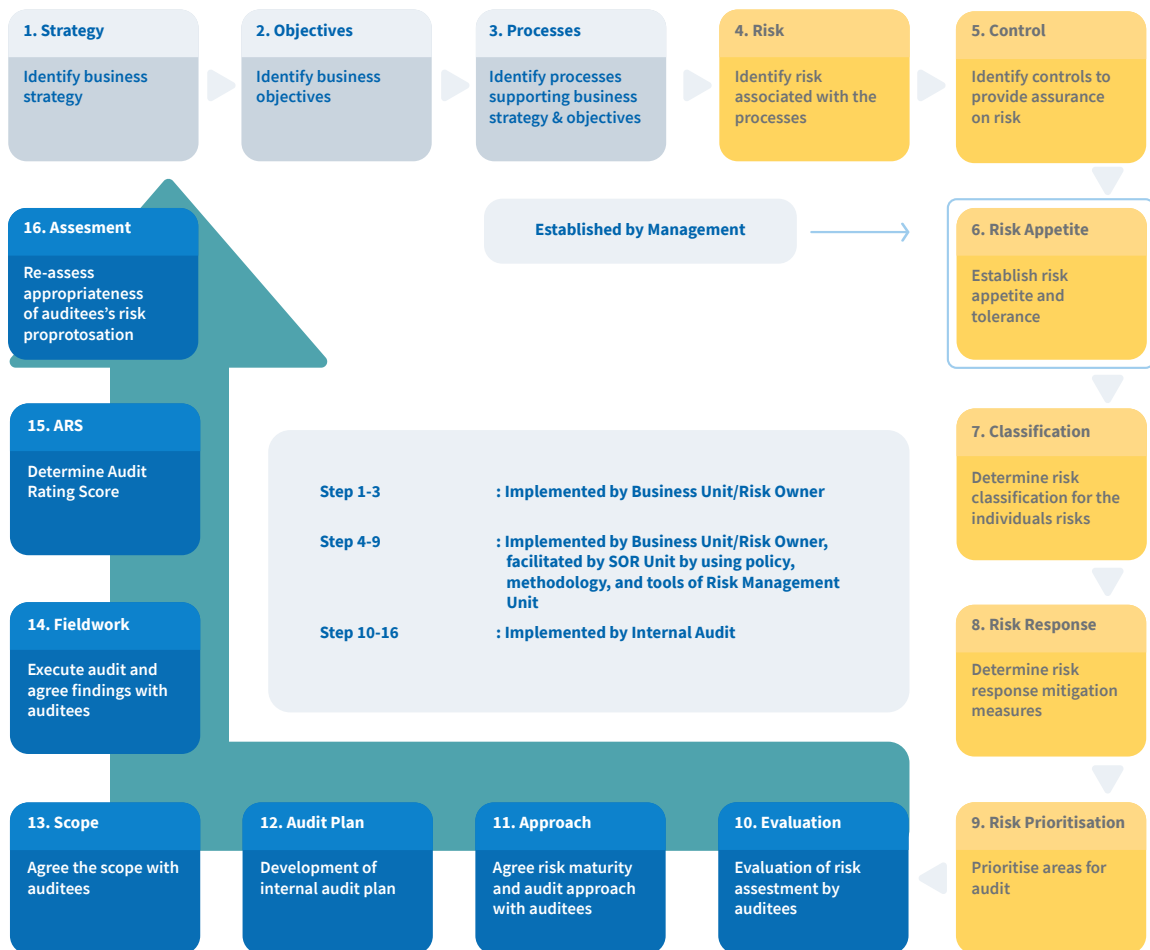 1. Strategy
Identify business
strategy
2. Objectives
Identify business
objectives
3. Processes
Identify processes
supporting business
strategy & objectives
4. Risk
Identify risk
associated with the
processes
5. Control
Identify controls to
provide assurance
on risk
16. Assesment
Re-assess
appropriateness
of auditees's risk
proprotosation
Established by Management
6. Risk Appetite
Establish risk
appetite and
tolerance
15. ARS
Determine Audit
Rating Score
Step 1-3 : Implemented by Business Unit/Risk Owner
Step 4-9 : Implemented by Business Unit/Risk Owner,
facilitated by SOR Unit by using policy,
methodology, and tools of Risk Management
Unit
Step 10-16 : Implemented by Internal Audit
7. Classification
Determine risk
classification for the
individuals risks
14. Fieldwork
Execute audit and
agree findings with
auditees
8. Risk Response
Determine risk
response mitigation
measures
13. Scope
Agree the scope with
auditees
12. Audit Plan
Development of
internal audit plan
11. Approach
Agree risk maturity
and audit approach
with auditees
10. Evaluation
Evaluation of risk
assestment by
auditees
9. Risk Prioritisation
Prioritise areas for
audit